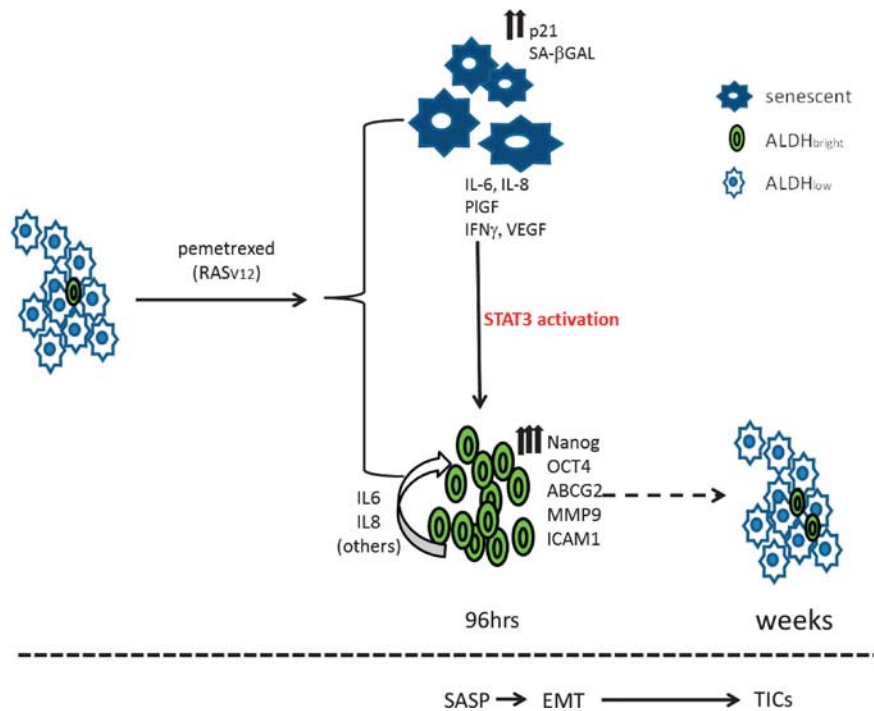 p21
SA-βGAL
senescent
ALDHbright
ALDHlow
IL-6, IL-8
PlGF
IFNγ, VEGF
pemetrexed
(RASV12)
STAT3 activation
Nanog
OCT4
ABCG2
MMP9
ICAM1
IL6
IL8
(others)
96hrs
weeks
SASP
EMT
TICs